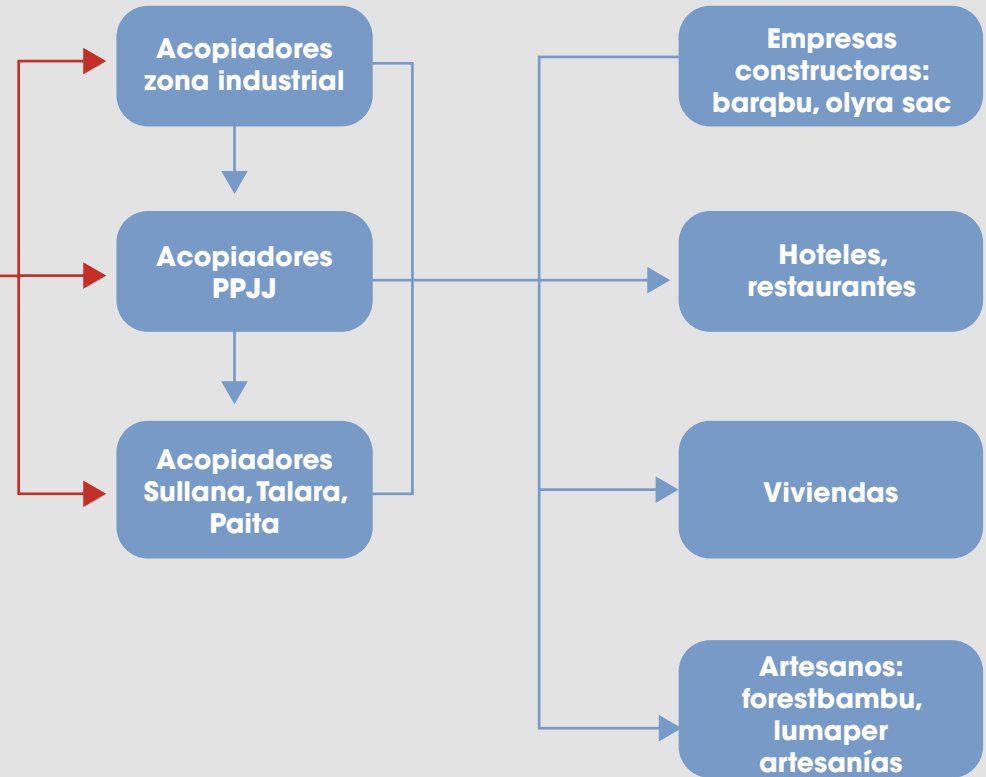 Acopiadores
zona industrial
Acopiadores
PPJJ
Acopiadores
Sullana, Talara,
Paita
Empresas
constructoras:
barqbu, olyra sac
Hoteles,
restaurantes
Viviendas
Artesanos:
forestbambu,
lumaper
artesanías